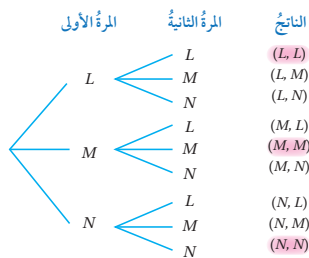 المرةُ الأولى المرةُ الثانيةُ الناتجُ
L (L, L)
L M (L, M)
N (L, N)
L (M, L)
M M (M, M)
N (M, N)
L (N, L)
N M (N, M)
N (N, N)